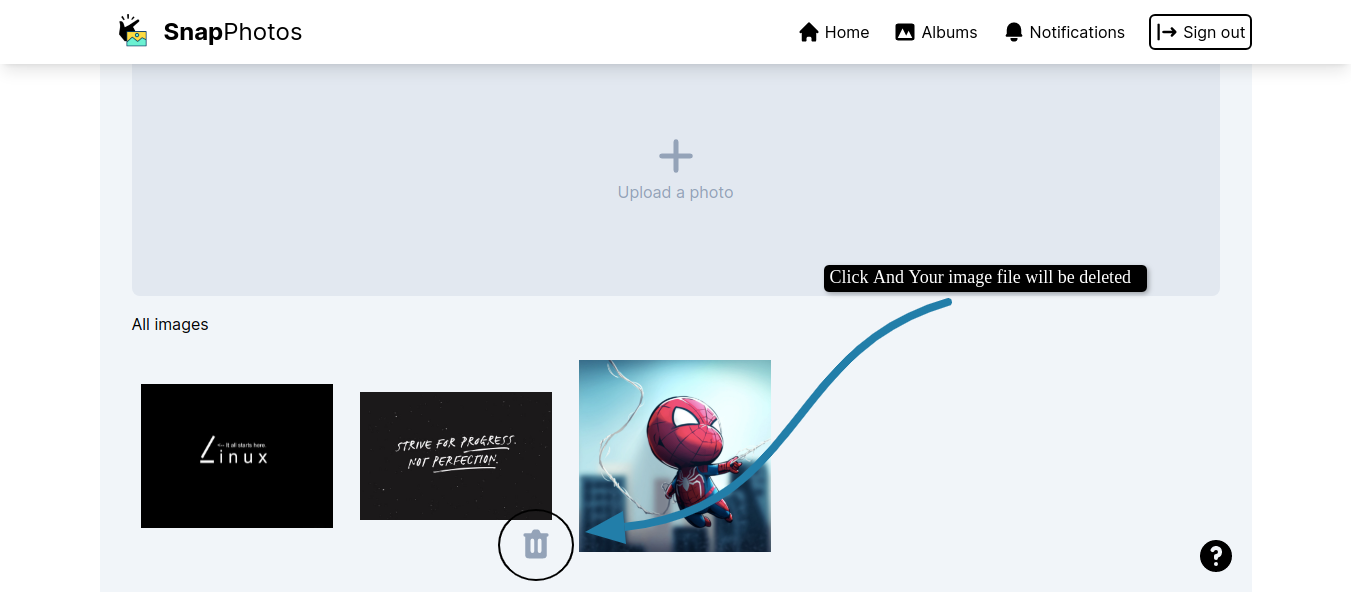 SnapPhotos
Home
Albums
Notifications
Sign out
Upload a photo
Click And Your image file will be deleted
All images
<-- It all starts here.
Linux
STRIVE FOR PROGRESS.
NOT PERFECTION.
?